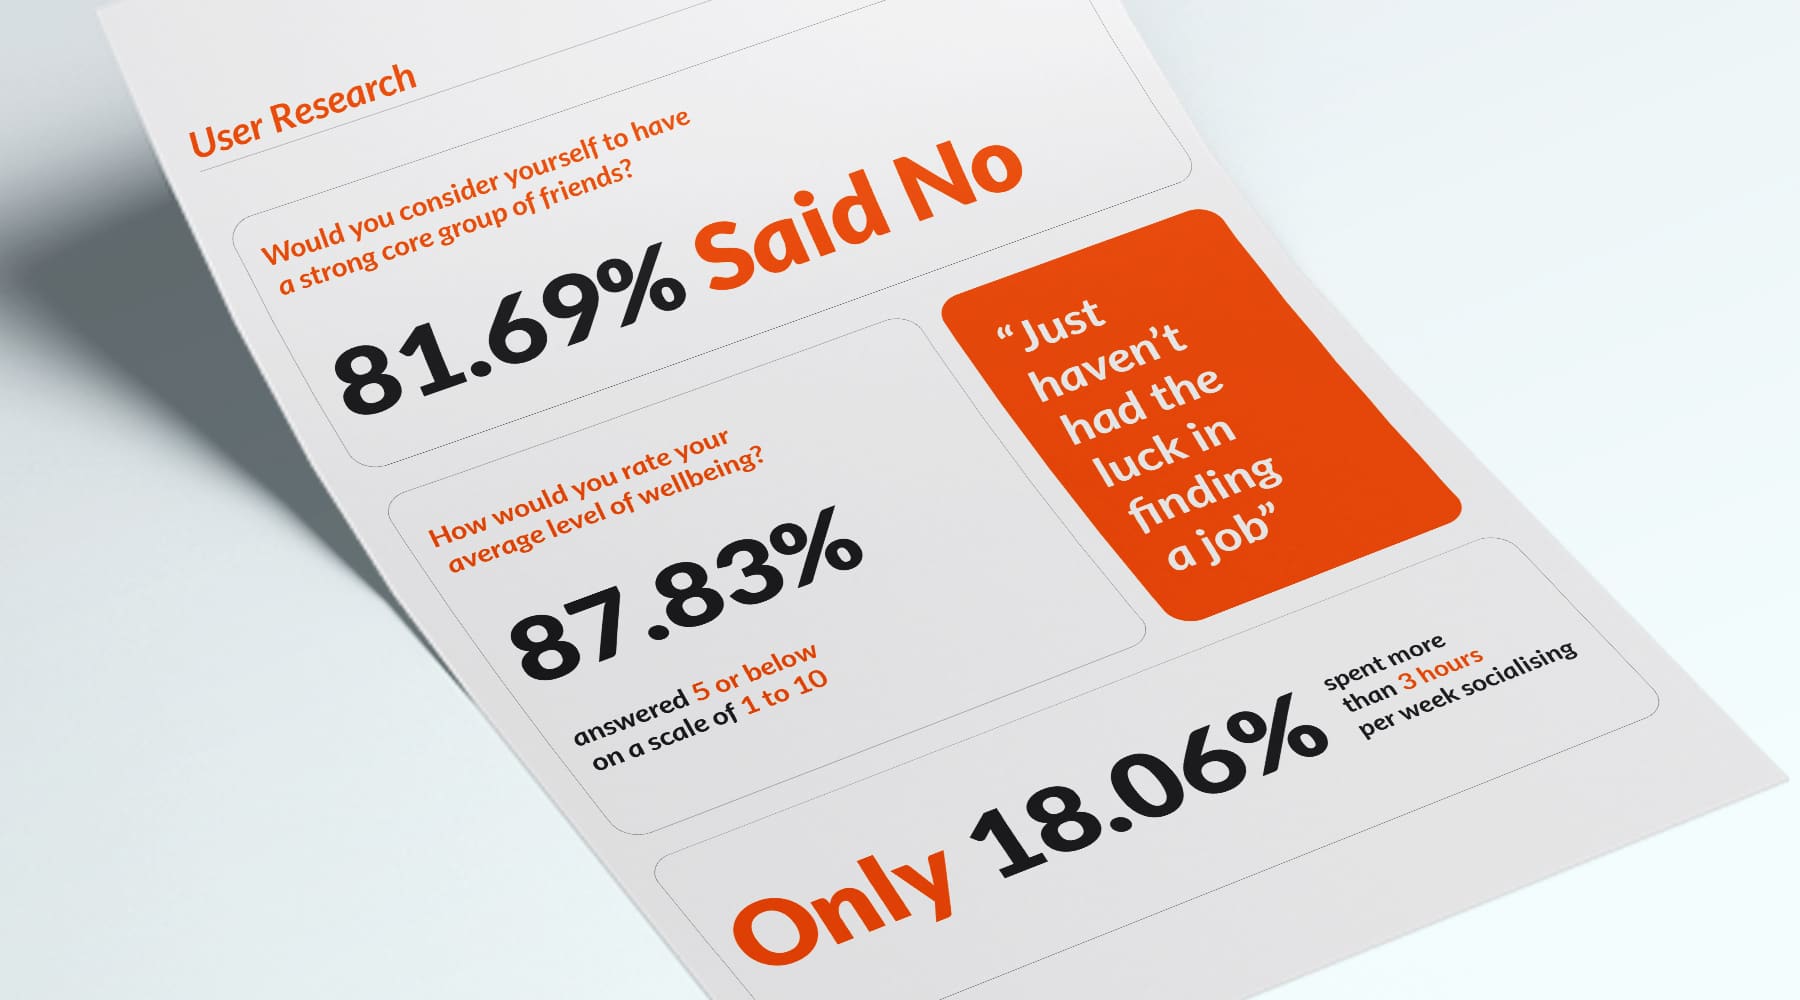 User Research
Would you consider yourself to have
a strong core group of friends?
81.69% Said No
How would you rate your
average level of wellbeing?
87.83%
answered 5 or below
on a scale of 1 to 10
“Just
haven’t
had the
luck in
finding
a job”
Only 18.06%
spent more
than 3 hours
per week socialising